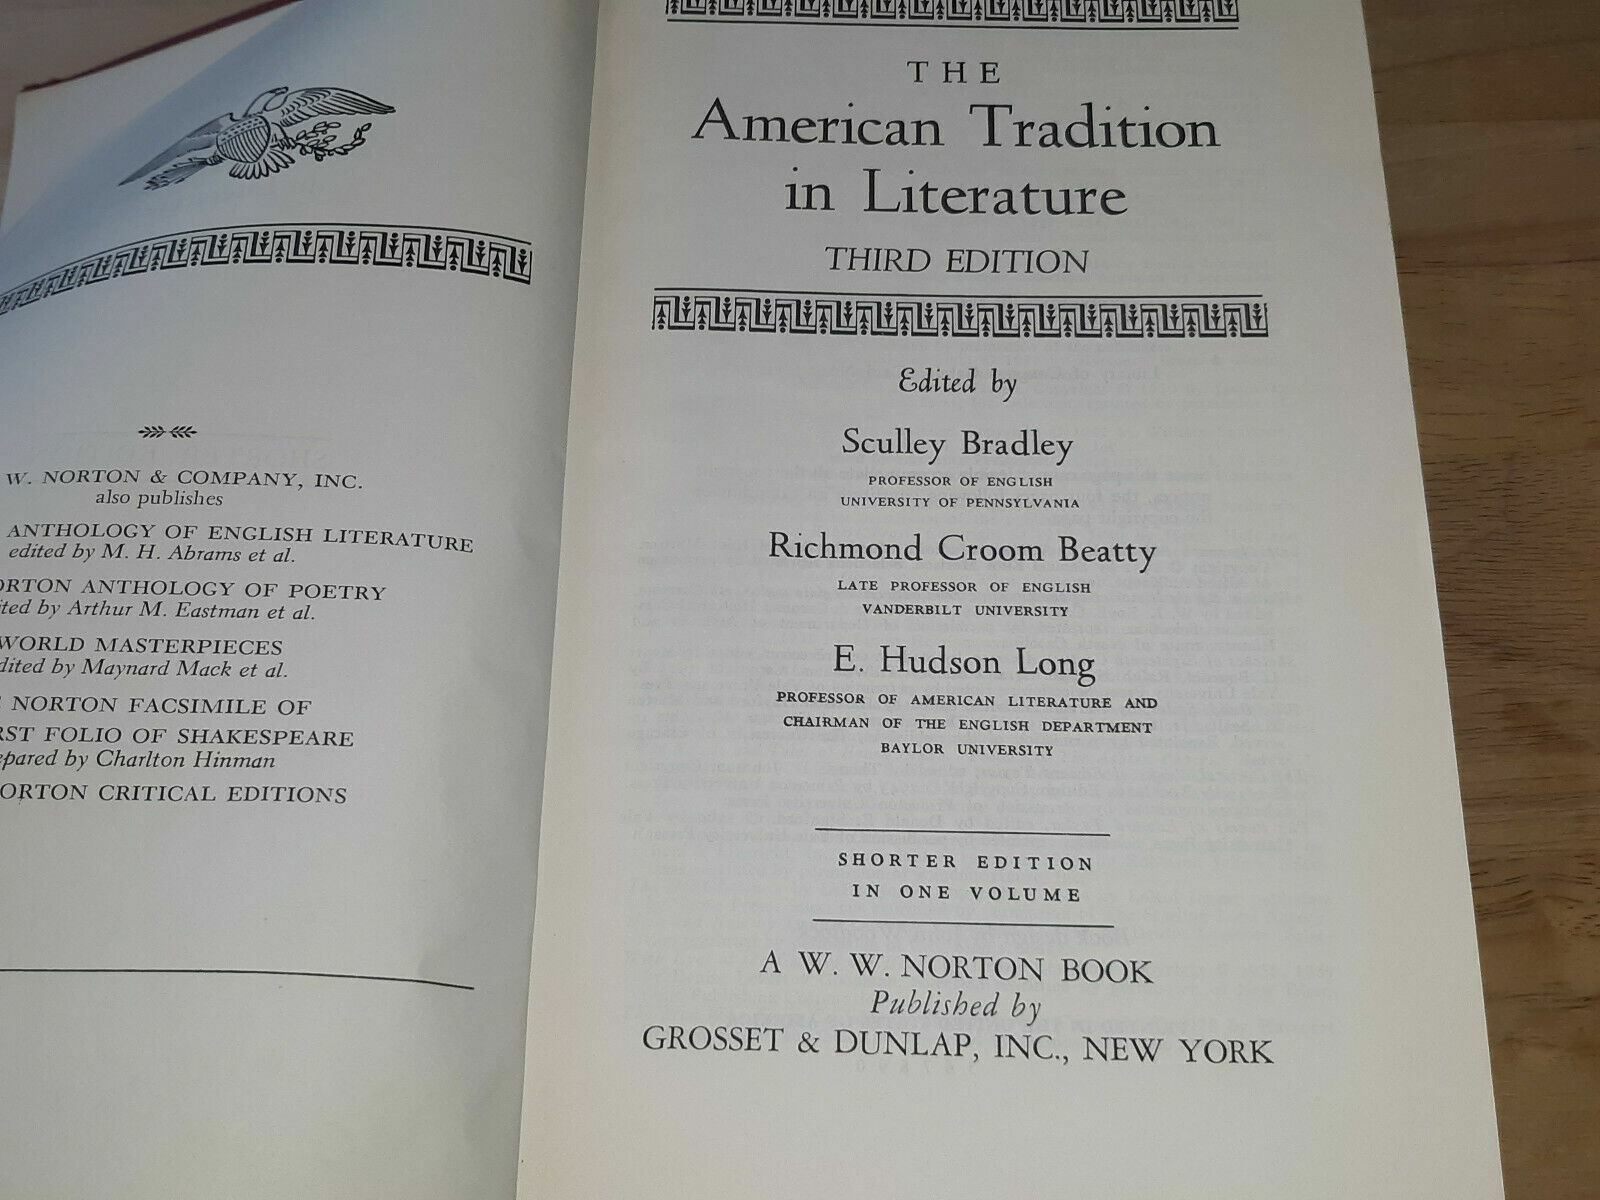 W. NORTON & COMPANY, INC.
also publishes
ANTHOLOGY OF ENGLISH LITERATURE
edited by M. H. Abrams et al.
ORTON ANTHOLOGY OF POETRY
ited by Arthur M. Eastman et al.
WORLD MASTERPIECES
dited by Maynard Mack et al.
NORTON FACSIMILE OF
RST FOLIO OF SHAKESPEARE
epared by Charlton Hinman
ORTON CRITICAL EDITIONS
THE
American Tradition
in Literature
THIRD EDITION
Edited by
Sculley Bradley
PROFESSOR OF ENGLISH
UNIVERSITY OF PENNSYLVANIA
Richmond Croom Beatty
LATE PROFESSOR OF ENGLISH
VANDERBILT UNIVERSITY
E. Hudson Long
PROFESSOR OF AMERICAN LITERATURE AND
CHAIRMAN OF THE ENGLISH DEPARTMENT
BAYLOR UNIVERSITY
SHORTER EDITION
IN ONE VOLUME
A W. W. NORTON BOOK
Published by
GROSSET & DUNLAP, INC., NEW YORK